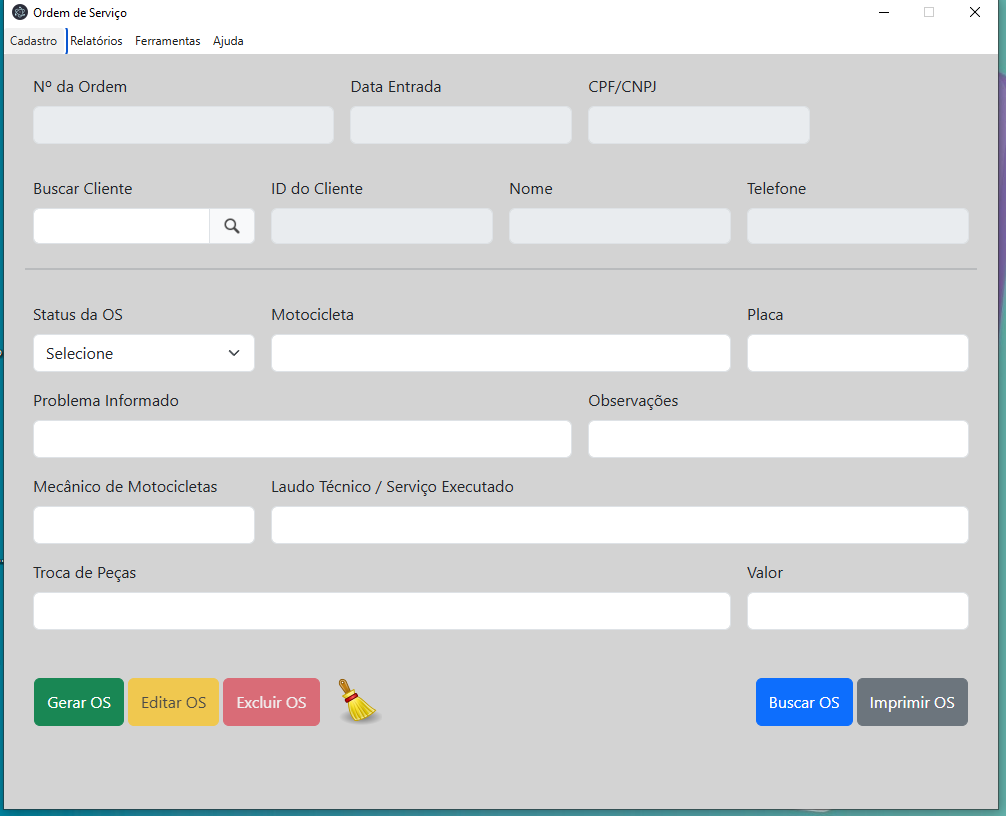 Ordem de Serviço
Cadastro Relatórios Ferramentas Ajuda
Nº da Ordem Data Entrada CPF/CNPJ
Buscar Cliente ID do Cliente Nome Telefone
Status da OS Motocicleta Placa
Selecione
Problema Informado Observações
Mecânico de Motocicletas Laudo Técnico / Serviço Executado
Troca de Peças Valor
Gerar OS Editar OS Excluir OS Buscar OS Imprimir OS